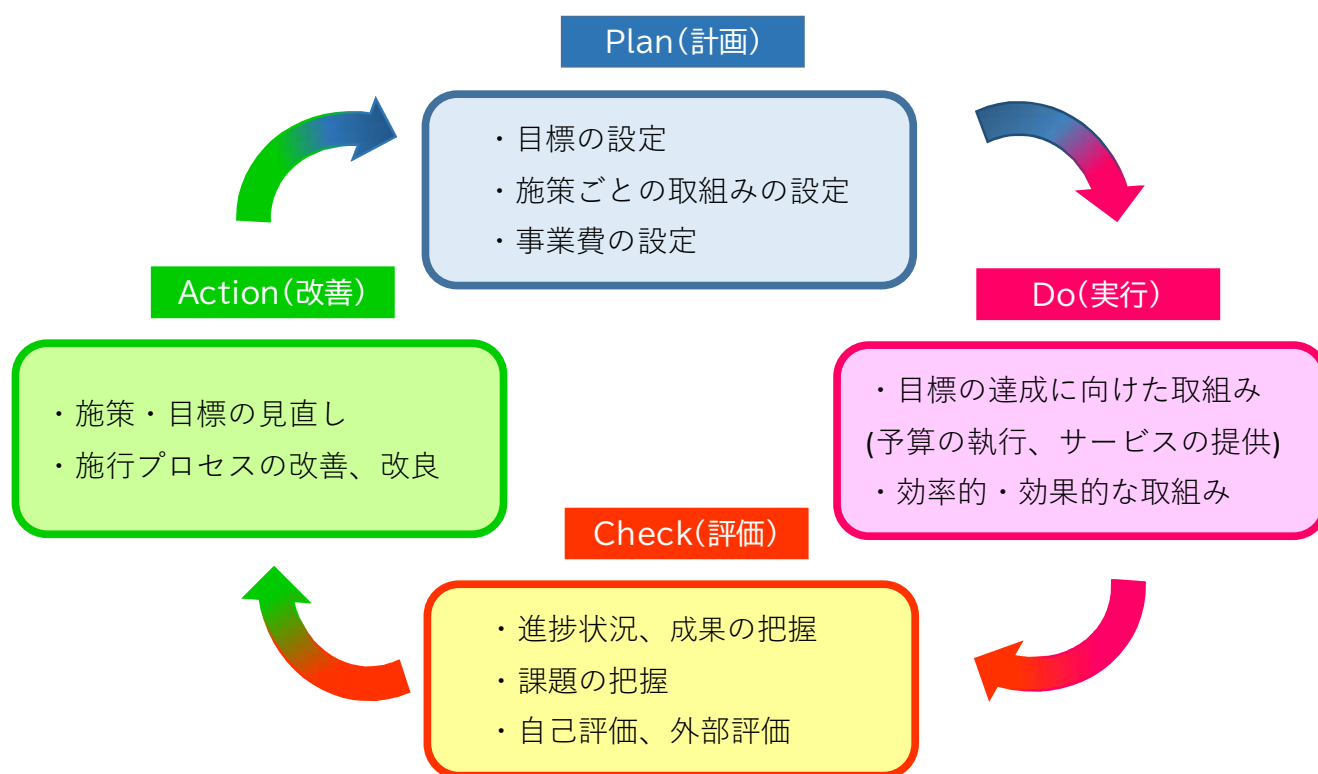 Plan(計画)
・目標の設定
・施策ごとの取組みの設定
・事業費の設定
Action(改善)
・施策・目標の見直し
・施行プロセスの改善、改良
Do(実行)
・目標の達成に向けた取組み
(予算の執行、サービスの提供)
・効率的・効果的な取組み
Check(評価)
・進捗状況、成果の把握
・課題の把握
・自己評価、外部評価